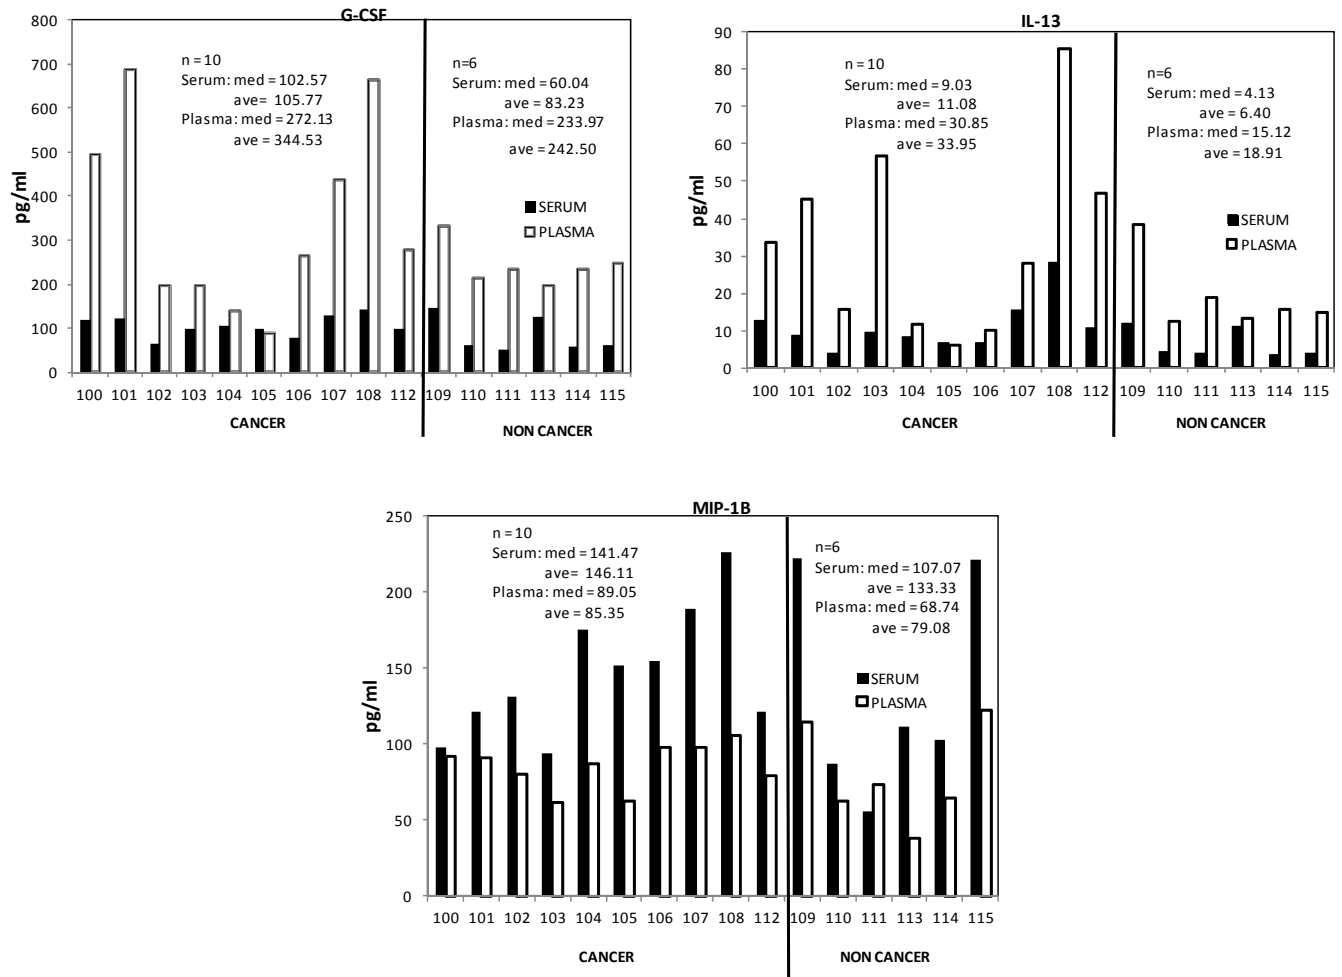 G-CSF
800
700
600
500
400
300
200
100
0
pg/ml
n = 10
Serum: med = 102.57
ave= 105.77
Plasma: med = 272.13
ave = 344.53
n=6
Serum: med = 60.04
ave = 83.23
Plasma: med = 233.97
ave = 242.50
SERUM
PLASMA
100 101 102 103 104 105 106 107 108 112 109 110 111 113 114 115
CANCER
NON CANCER
IL-13
90
80
70
60
50
40
30
20
10
0
pg/ml
n = 10
Serum: med = 9.03
ave= 11.08
Plasma: med = 30.85
ave = 33.95
n=6
Serum: med = 4.13
ave = 6.40
Plasma: med = 15.12
ave = 18.91
SERUM
PLASMA
100 101 102 103 104 105 106 107 108 112 109 110 111 113 114 115
CANCER
NON CANCER
MIP-1B
250
200
150
100
50
0
pg/ml
n = 10
Serum: med = 141.47
ave= 146.11
Plasma: med = 89.05
ave = 85.35
n=6
Serum: med = 107.07
ave = 133.33
Plasma: med = 68.74
ave = 79.08
SERUM
PLASMA
100 101 102 103 104 105 106 107 108 112 109 110 111 113 114 115
CANCER
NON CANCER